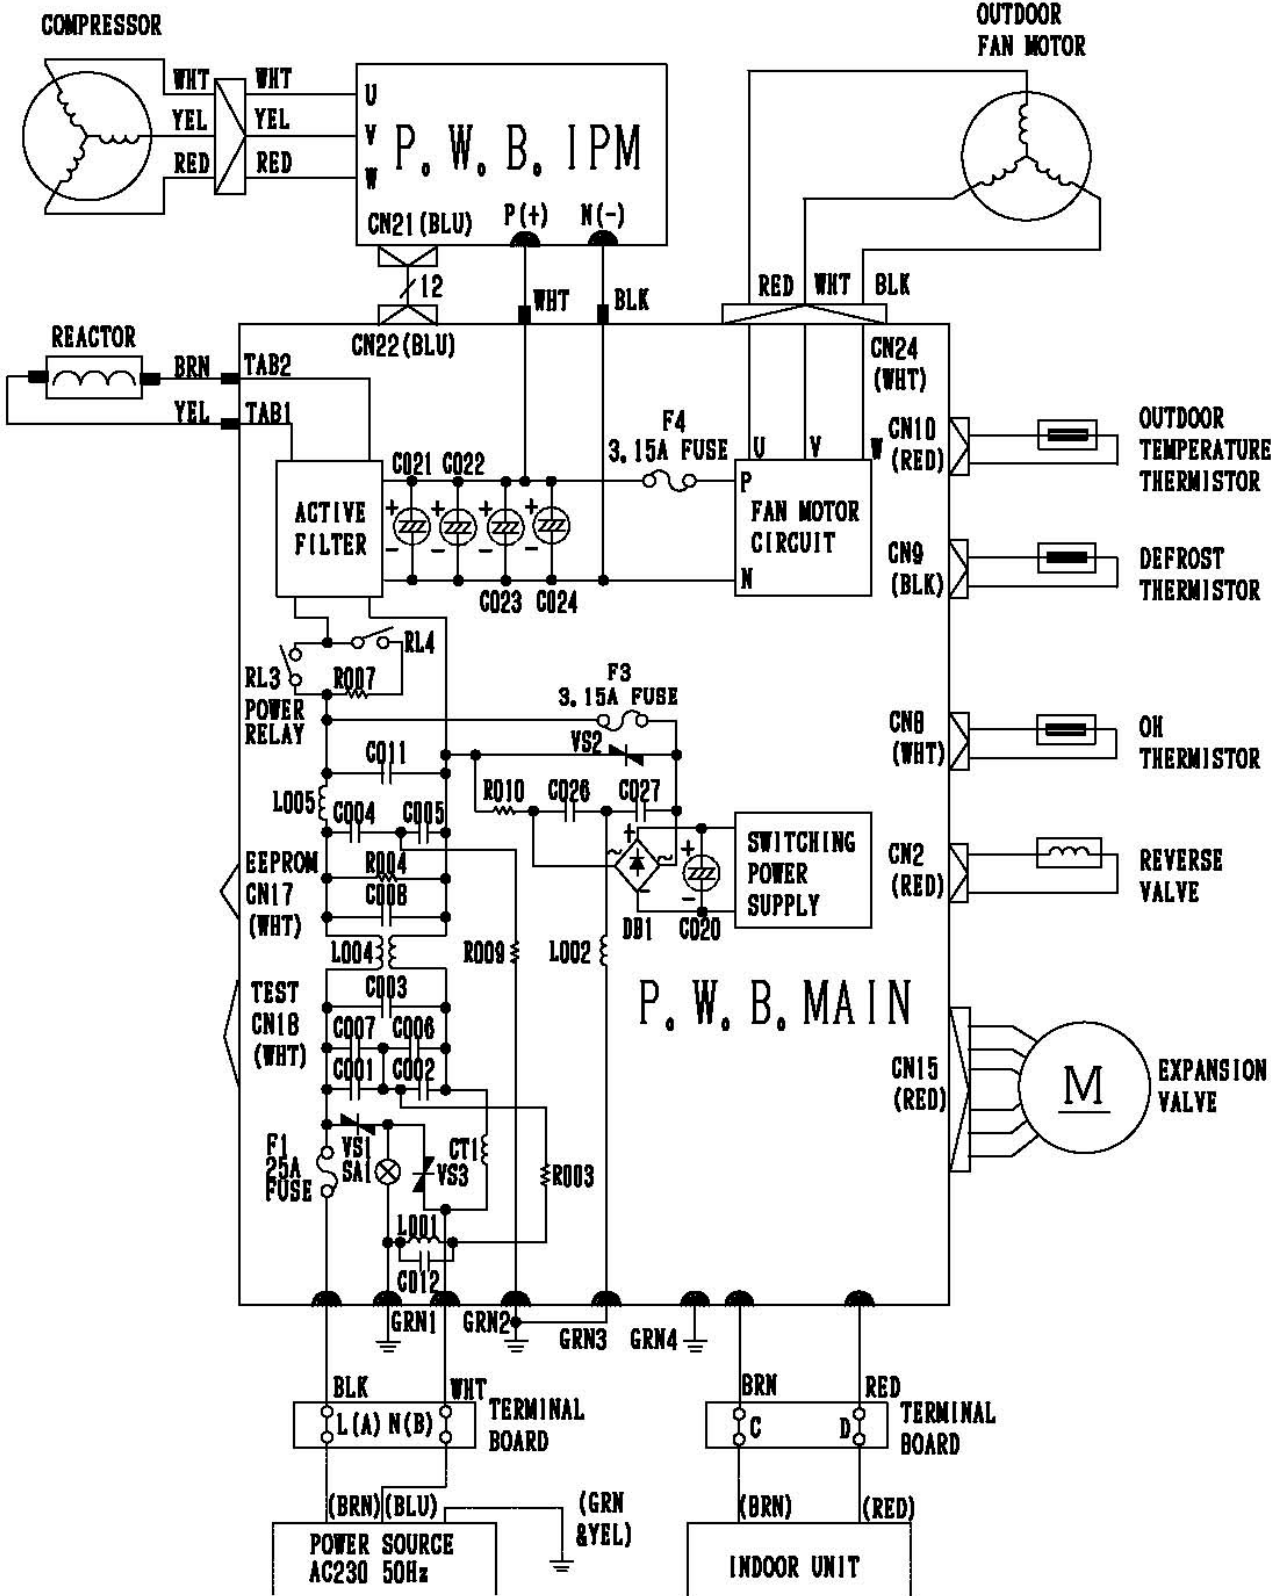 COMPRESSOR
OUTDOOR
FAN MOTOR
WHT
WHT
YEL
YEL
RED
RED
U
V
W
P.W.B.IPM
CN21(BLU)
P(+)
N(-)
12
WHT
BLK
RED
WHT
BLK
REACTOR
BRN
TAB2
YEL
TAB1
CN22(BLU)
CN24
(WHT)
F4
3.15A FUSE
U
V
W
CN10
(RED)
OUTDOOR
TEMPERATURE
THERMISTOR
C021
C022
ACTIVE
FILTER
+
-
+
-
+
-
+
-
P
FAN MOTOR
CIRCUIT
N
CN9
(BLK)
DEFROST
THERMISTOR
C023
C024
RL4
RL3
POWER
RELAY
R007
F3
3.15A FUSE
CN8
(WHT)
OH
THERMISTOR
VS2
C011
R010
C026
C027
L005
C004
C005
+
~
~
-
DB1
+
-
C020
SWITCHING
POWER
SUPPLY
CN2
(RED)
REVERSE
VALVE
EEPROM
CN17
(WHT)
R004
C008
L004
R009
L002
TEST
CN18
(WHT)
C003
C007
C006
C001
C002
P.W.B.MAIN
CN15
(RED)
M
EXPANSION
VALVE
F1
25A
FUSE
VS1
SA1
VS3
CT1
R003
L001
C012
GRN1
GRN2
GRN3
GRN4
BLK
WHT
L(A)
N(B)
TERMINAL
BOARD
BRN
RED
C
D
TERMINAL
BOARD
(BRN)
(BLU)
(GRN
&YEL)
(BRN)
(RED)
POWER SOURCE
AC230 50Hz
INDOOR UNIT